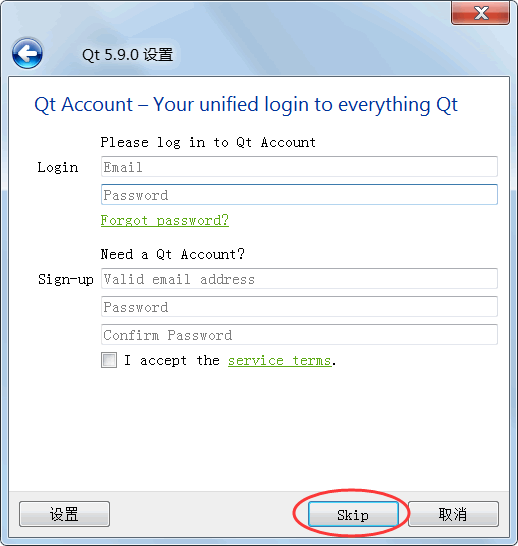 Qt 5.9.0 设置
Qt Account – Your unified login to everything Qt
Please log in to Qt Account
Login
Email
Password
Forgot password?
Need a Qt Account?
Sign-up
Valid email address
Password
Confirm Password
I accept the service terms.
设置
Skip
取消